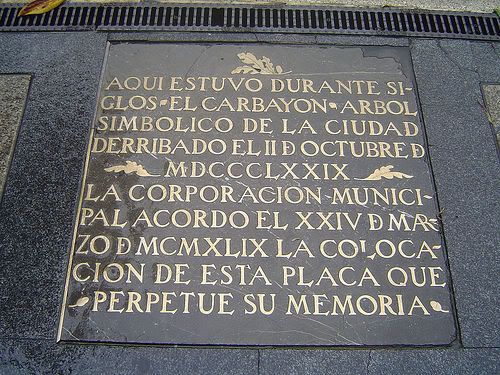 AQUI ESTUVO DURANTE SI-
GLOS·EL CARBAYON·ARBOL
SIMBOLICO DE LA CIUDAD
DERRIBADO EL II Đ OCTUBRE Đ
MDCCCLXXIX
LA CORPORACION MUNICI-
PAL ACORDO EL XXIV Đ MAR-
ZO Đ MCMXLIX LA COLOCA-
CION DE ESTA PLACA QUE
PERPETUE SU MEMORIA